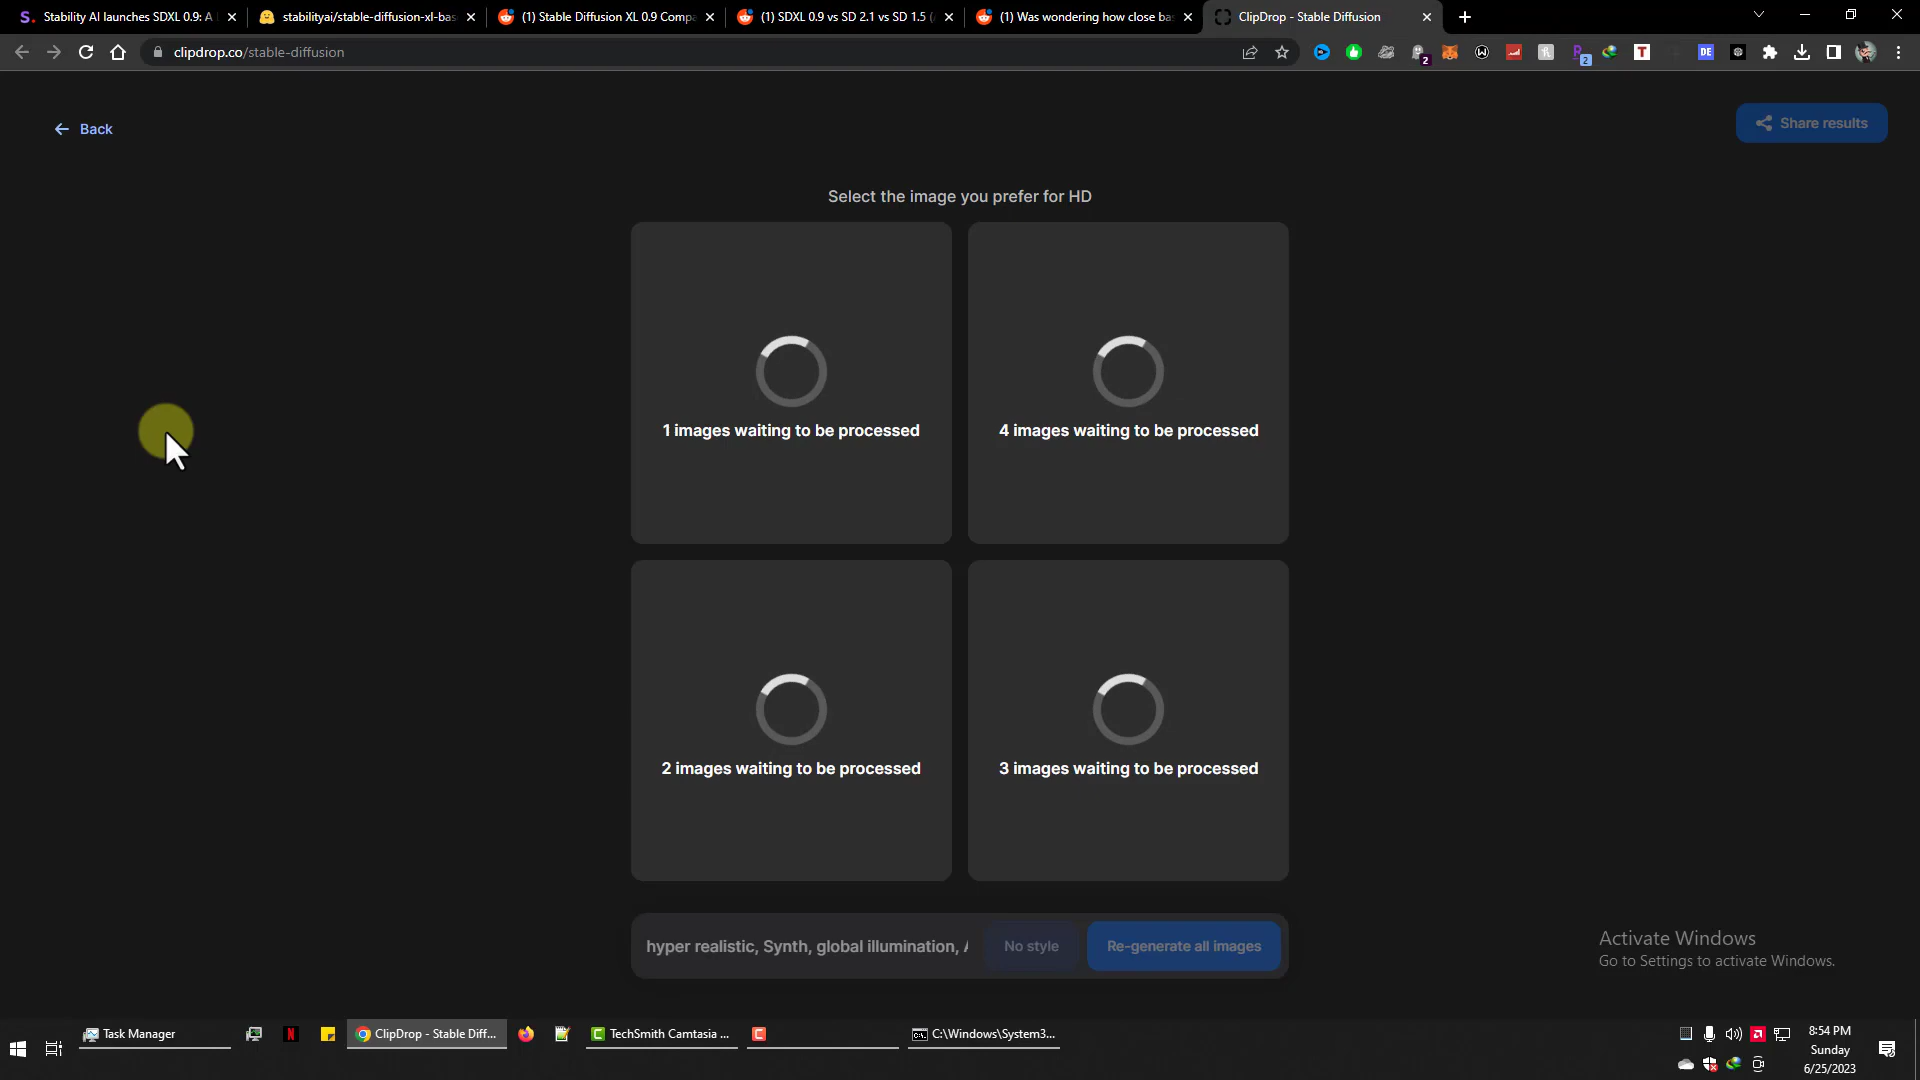 Stability AI launches SDXL 0.9: A
stabilityai/stable-diffusion-xl-bas
(1) Stable Diffusion XL 0.9 Compa
(1) SDXL 0.9 vs SD 2.1 vs SD 1.5 (
(1) Was wondering how close bas
ClipDrop - Stable Diffusion
clipdrop.co/stable-diffusion
2
2
T
DE
Back
Share results
Select the image you prefer for HD
1 images waiting to be processed
4 images waiting to be processed
2 images waiting to be processed
3 images waiting to be processed
hyper realistic, Synth, global illumination,
No style
Re-generate all images
Activate Windows
Go to Settings to activate Windows.
Task Manager
ClipDrop - Stable Diff...
TechSmith Camtasia ...
C:\Windows\System3...
8:54 PM
Sunday
6/25/2023